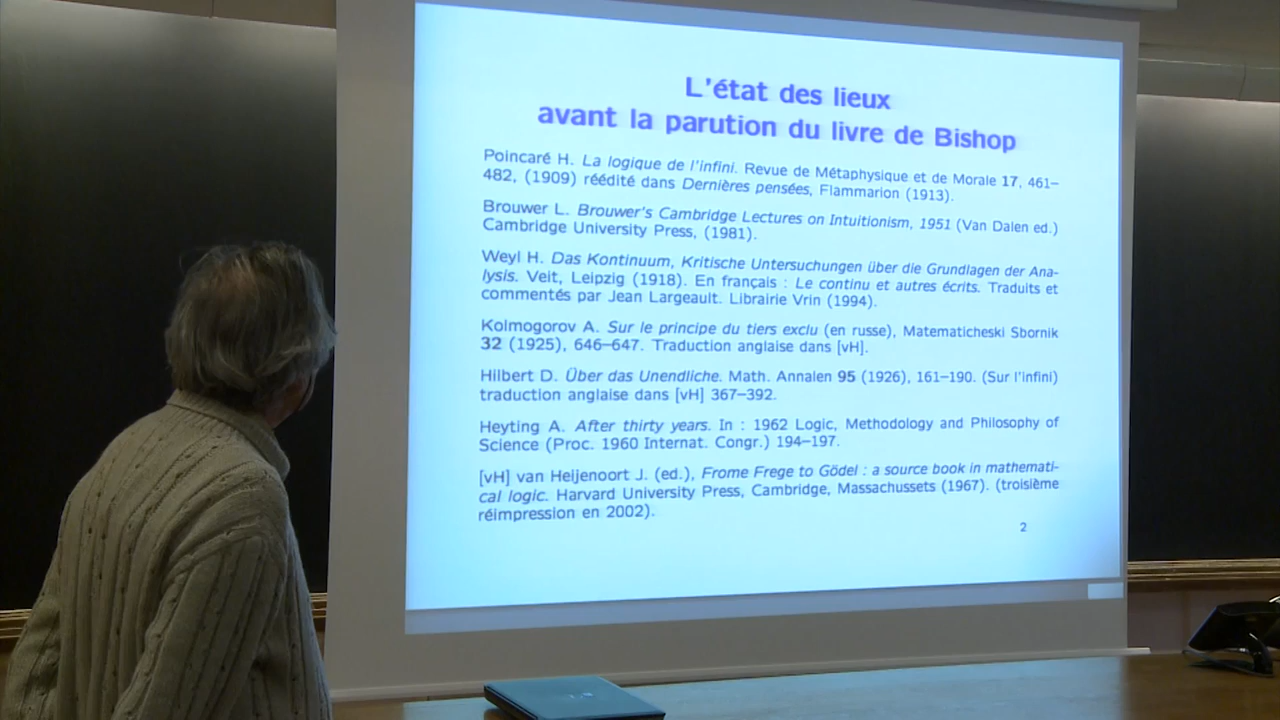 L'état des lieux
avant la parution du livre de Bishop
Poincaré H. La logique de l'infini. Revue de Métaphysique et de Morale 17, 461–
482, (1909) réédité dans Dernières pensées, Flammarion (1913).
Brouwer L. Brouwer's Cambridge Lectures on Intuitionism, 1951 (Van Dalen ed.)
Cambridge University Press, (1981).
Weyl H. Das Kontinuum, Kritische Untersuchungen über die Grundlagen der Ana-
lysis. Veit, Leipzig (1918). En français : Le continu et autres écrits. Traduits et
commentés par Jean Largeault. Librairie Vrin (1994).
Kolmogorov A. Sur le principe du tiers exclu (en russe), Matematicheski Sbornik
32 (1925), 646–647. Traduction anglaise dans [vH].
Hilbert D. Über das Unendliche. Math. Annalen 95 (1926), 161–190. (Sur l'infini)
traduction anglaise dans [vH] 367–392.
Heyting A. After thirty years. In : 1962 Logic, Methodology and Philosophy of
Science (Proc. 1960 Internat. Congr.) 194–197.
[vH] van Heijenoort J. (ed.), Frome Frege to Gödel : a source book in mathemati-
cal logic. Harvard University Press, Cambridge, Massachussets (1967). (troisième
réimpression en 2002).
2